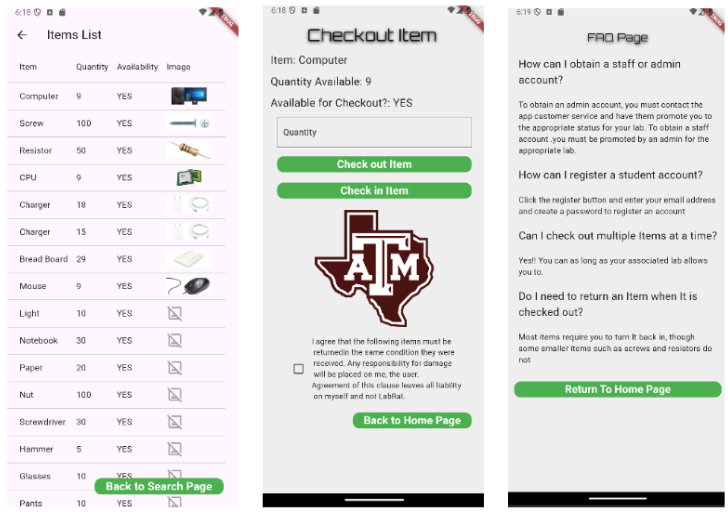 6:18
Items List
Item Quantity Availability Image
Computer 9 YES
Screw 100 YES
Resistor 50 YES
CPU 9 YES
Charger 18 YES
Charger 15 YES
Bread Board 29 YES
Mouse 9 YES
Light 10 YES
Notebook 30 YES
Paper 20 YES
Nut 100 YES
Screwdriver 30 YES
Hammer 5 YES
Glasses 10 YES
Back to Search Page
Pants 10 YES
6:18
Checkout Item
Item: Computer
Quantity Available: 9
Available for Checkout?: YES
Quantity
Check out Item
Check in Item
ATM
I agree that the following items must be
returnedin the same condition they were
received. Any responsibility for damage
will be placed on me, the user.
Agreement of this clause leaves all liability
on myself and not LabRat.
Back to Home Page
6:19
FAQ Page
How can I obtain a staff or admin
account?
To obtain an admin account, you must contact the
app customer service and have them promote you to
the appropriate status for your lab. To obtain a staff
account ,you must be promoted by an admin for the
appropriate lab.
How can I register a student account?
Click the register button and enter your email address
and create a password to register an account
Can I check out multiple Items at a time?
Yes!! You can as long as your associated lab allows
you to.
Do I need to return an Item when It is
checked out?
Most items require you to turn It back in, though
some smaller items such as screws and resistors do
not
Return To Home Page